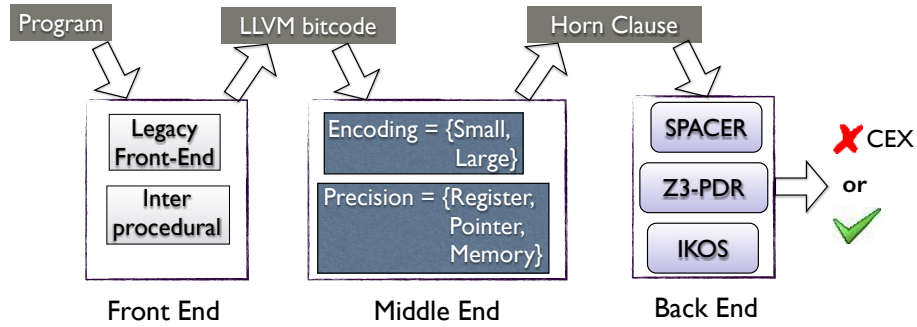 Program
LLVM bitcode
Horn Clause
Legacy
Front-End
Inter
procedural
Encoding = {Small,
Large}
Precision = {Register,
Pointer,
Memory}
SPACER
Z3-PDR
IKOS
CEX
or
Front End
Middle End
Back End